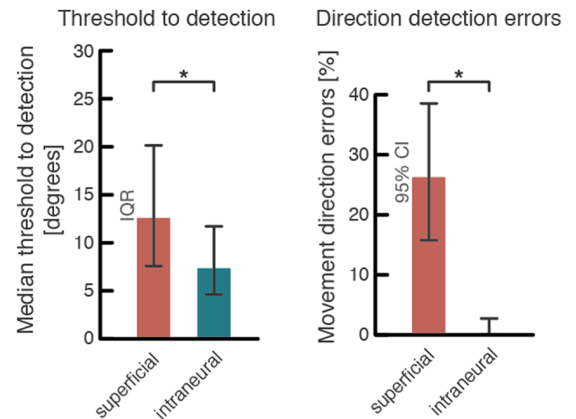 Threshold to detection
Median threshold to detection
[degrees]
30
25
20
15
10
5
0
IQR
*
superficial
intraneural
Direction detection errors
Movement direction errors [%]
40
30
20
10
0
95% CI
*
superficial
intraneural